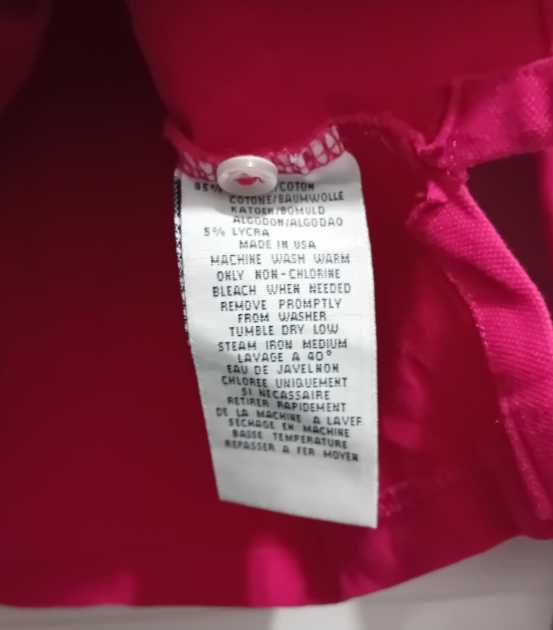 95% /COTON
COTONE/BAUMWOLLE
KATOEN/BOMULD
ALGODON/ALGODAO
5% LYCRA
MADE IN USA
MACHINE WASH WARM
ONLY NON-CHLORINE
BLEACH WHEN NEEDED
REMOVE PROMPTLY
FROM WASHER
TUMBLE DRY LOW
STEAM IRON MEDIUM
LAVAGE A 40°
EAU DE JAVELNON
CHLOREE UNIQUEMENT
SI NECASSAIRE
RETIRER RAPIDEMENT
DE LA MACHINE A LAVER
SECHAGE EN MACHINE
BASSE TEMPERATURE
REPASSER A FER MOYEN